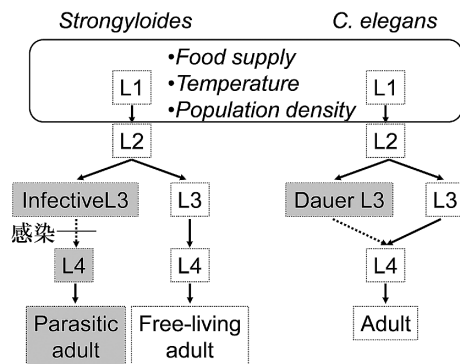 Strongyloides C. elegans
•Food supply
•Temperature
•Population density
L1 L1
L2 L2
InfectiveL3 L3 Dauer L3 L3
感染
L4 L4 L4
Parasitic adult Free-living adult Adult